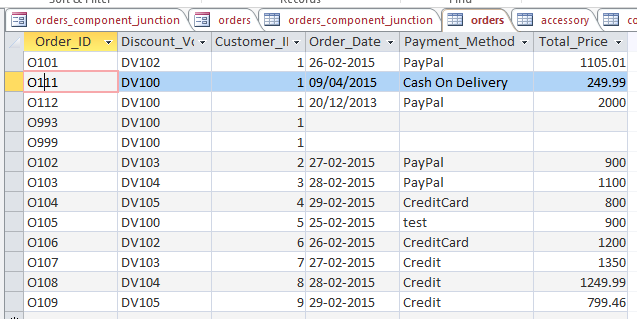 Sort & Filter Records Find
orders_component_junction orders orders_component_junction orders accessory co
Order_ID Discount_Vo Customer_II Order_Date Payment_Method Total_Price
O101 DV102 1 26-02-2015 PayPal 1105.01
O111 DV100 1 09/04/2015 Cash On Delivery 249.99
O112 DV100 1 20/12/2013 PayPal 2000
O993 DV100 1
O999 DV100 1
O102 DV103 2 27-02-2015 PayPal 900
O103 DV104 3 28-02-2015 PayPal 1100
O104 DV105 4 29-02-2015 CreditCard 800
O105 DV100 5 25-02-2015 test 900
O106 DV102 6 26-02-2015 CreditCard 1200
O107 DV103 7 27-02-2015 Credit 1350
O108 DV104 8 28-02-2015 Credit 1249.99
O109 DV105 9 29-02-2015 Credit 799.46